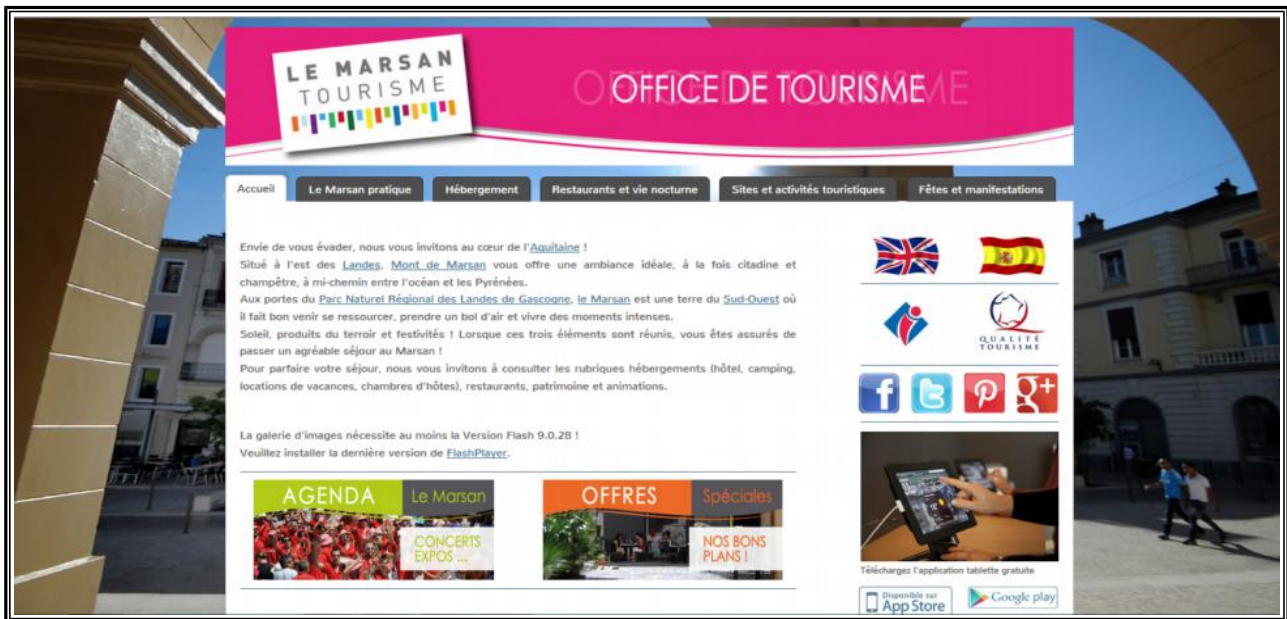 LE MARSAN
TOURISME
OFFICE DE TOURISME
Accueil
Le Marsan pratique
Hébergement
Restaurants et vie nocturne
Sites et activités touristiques
Fêtes et manifestations
Envie de vous évader, nous vous invitons au cœur de l'Aquitaine !
Situé à l'est des Landes, Mont de Marsan vous offre une ambiance idéale, à la fois citadine et
champêtre, à mi-chemin entre l'océan et les Pyrénées.
Aux portes du Parc Naturel Régional des Landes de Gascogne, le Marsan est une terre du Sud-Ouest où
il fait bon venir se ressourcer, prendre un bol d'air et vivre des moments intenses.
Soleil, produits du terroir et festivités ! Lorsque ces trois éléments sont réunis, vous êtes assurés de
passer un agréable séjour au Marsan !
Pour parfaire votre séjour, nous vous invitons à consulter les rubriques hébergements (hôtel, camping,
locations de vacances, chambres d'hôtes), restaurants, patrimoine et animations.
La galerie d'images nécessite au moins la Version Flash 9.0.28 !
Veuillez installer la dernière version de FlashPlayer.
AGENDA Le Marsan
CONCERTS
EXPOS ...
OFFRES Spéciales
NOS BONS
PLANS !
QUALITÉ
TOURISME
Téléchargez l'application tablette gratuite
Disponible sur
App Store
Google play